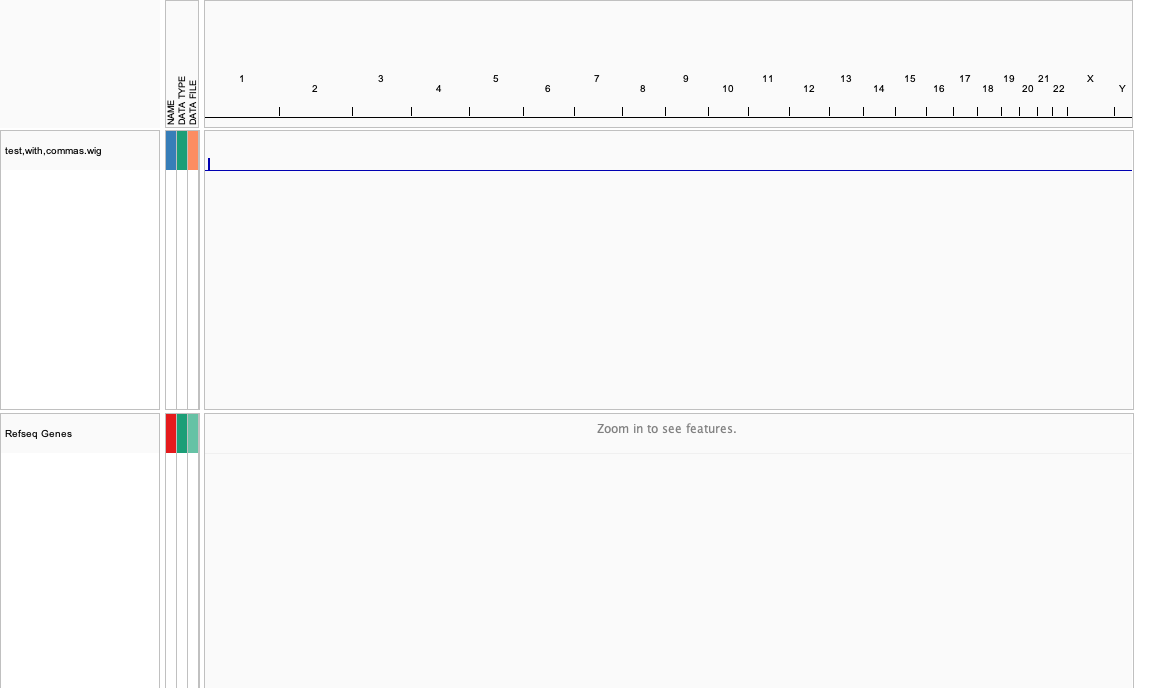 NAME
DATA TYPE
DATA FILE
1 3 5 7 9 11 13 15 17 19 21 X
2 4 6 8 10 12 14 16 18 20 22 Y
test,with,commas.wig
Refseq Genes
Zoom in to see features.